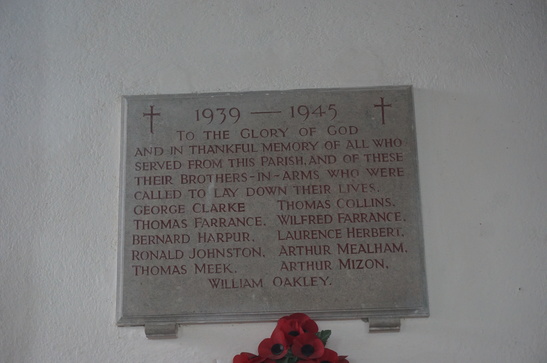 1939 — 1945
TO THE GLORY OF GOD
AND IN THANKFUL MEMORY OF ALL WHO
SERVED FROM THIS PARISH, AND OF THESE
THEIR BROTHERS-IN-ARMS WHO WERE
CALLED TO LAY DOWN THEIR LIVES.
GEORGE CLARKE THOMAS COLLINS.
THOMAS FARRANCE. WILFRED FARRANCE.
BERNARD HARPUR. LAURENCE HERBERT.
RONALD JOHNSTON. ARTHUR MEALHAM.
THOMAS MEEK. ARTHUR MIZON.
WILLIAM OAKLEY.